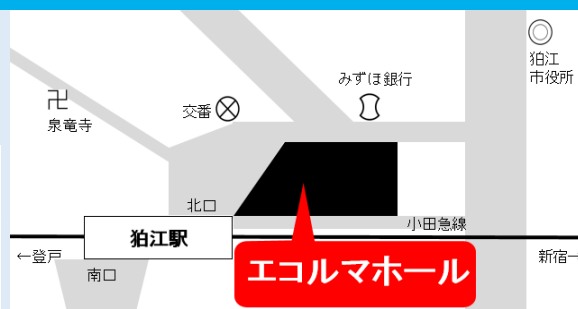 狛江
市役所
みずほ銀行
卍
泉竜寺
交番
北口
小田急線
狛江駅
←登戸
新宿→
南口
エコルマホール